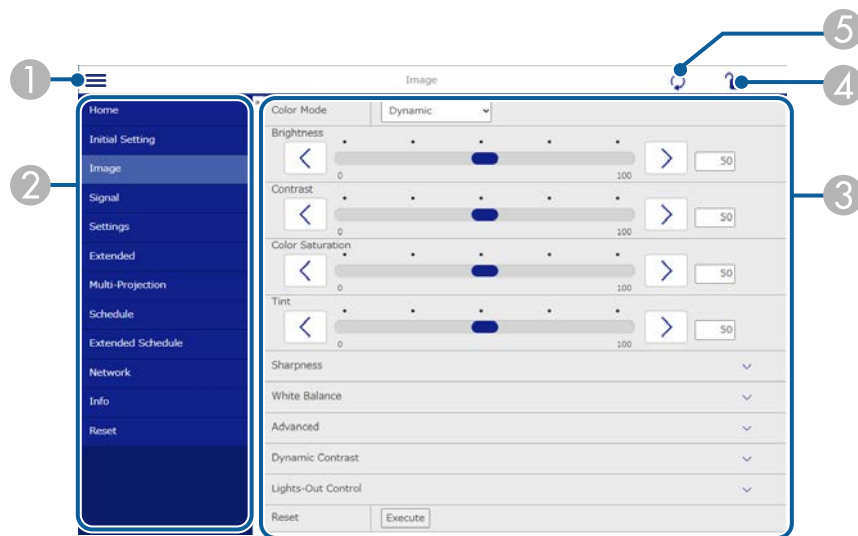 5
1
Image
4
2
Home
Initial Setting
Image
Signal
Settings
Extended
Multi-Projection
Schedule
Extended Schedule
Network
Info
Reset
3
Color Mode Dynamic
Brightness
0 100 50
Contrast
0 100 50
Color Saturation
0 100 50
Tint
0 100 50
Sharpness
White Balance
Advanced
Dynamic Contrast
Lights-Out Control
Reset Execute